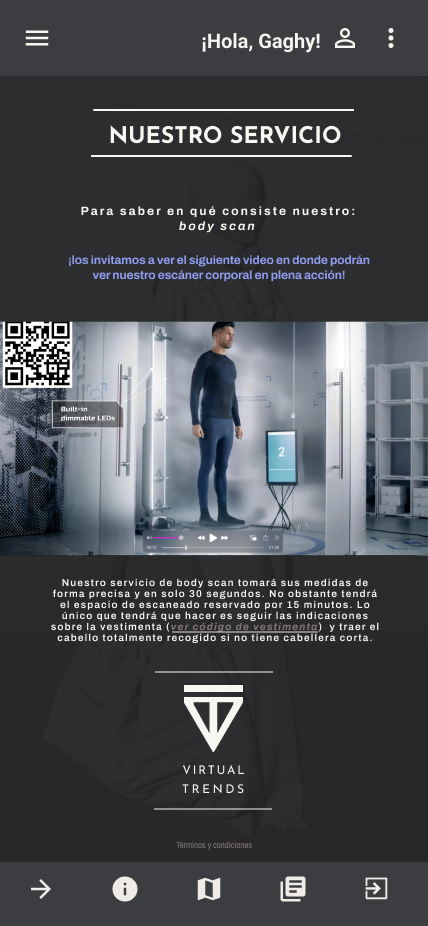 ¡Hola, Gaghy!
NUESTRO SERVICIO
Para saber en qué consiste nuestro:
body scan
¡los invitamos a ver el siguiente video en donde podrán
ver nuestro escáner corporal en plena acción!
Built-in
dimmable LEDs
2
Nuestro servicio de body scan tomará sus medidas de
forma precisa y en solo 30 segundos. No obstante tendrá
el espacio de escaneado reservado por 15 minutos. Lo
único que tendrá que hacer es seguir las indicaciones
sobre la vestimenta (ver código de vestimenta) y traer el
cabello totalmente recogido si no tiene cabellera corta.
VIRTUAL
TRENDS
Términos y condiciones